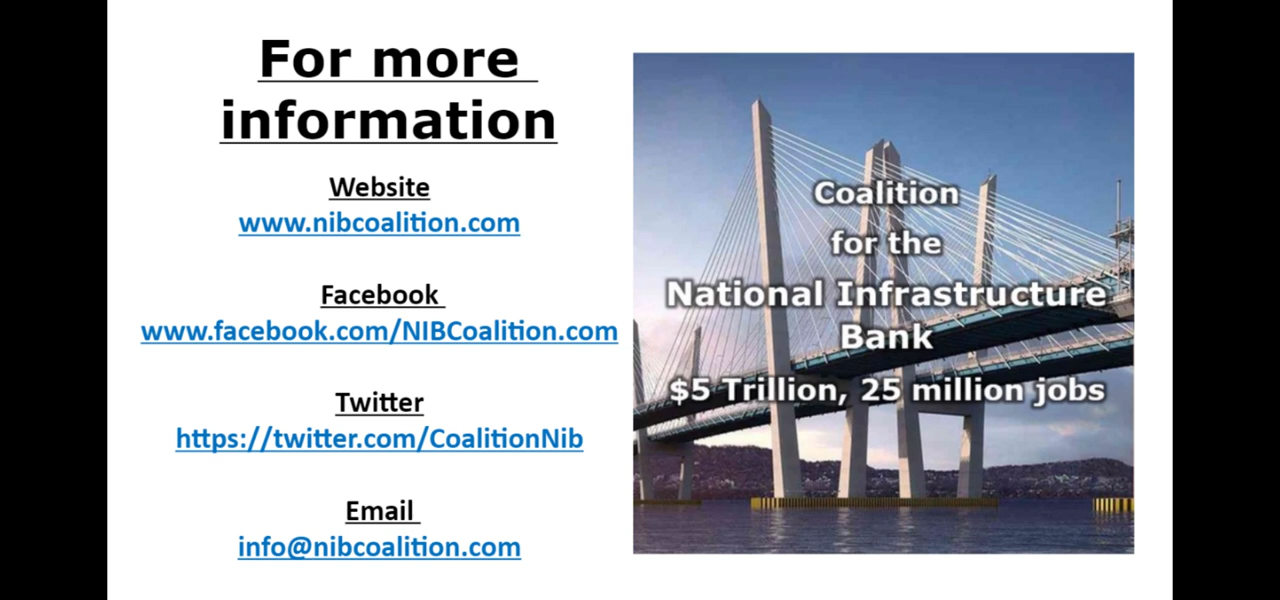 For more
information
Website
www.nibcoalition.com
Facebook
www.facebook.com/NIBCoalition.com
Twitter
https://twitter.com/CoalitionNib
Email
info@nibcoalition.com
Coalition
for the
National Infrastructure
Bank
$5 Trillion, 25 million jobs